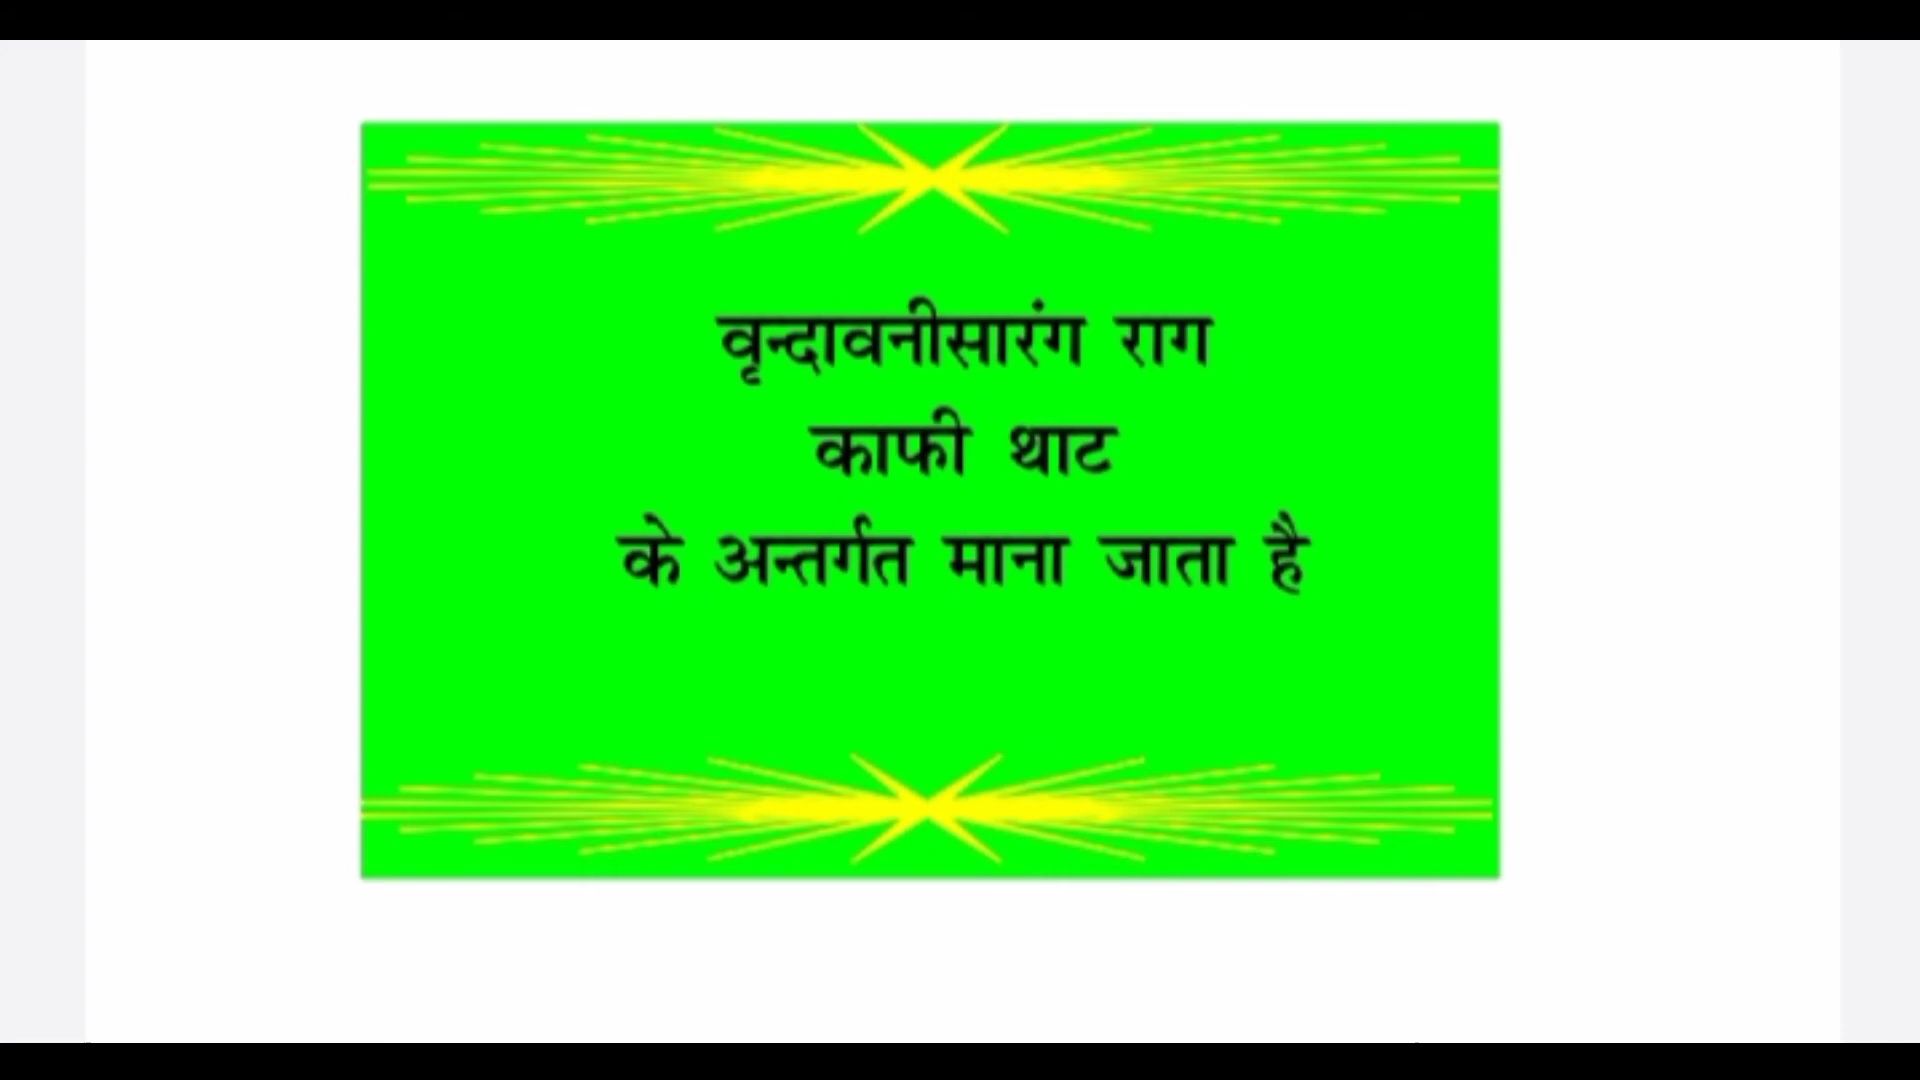 वृन्दावनीसारंग राग
काफी थाट
के अन्तर्गत माना जाता है